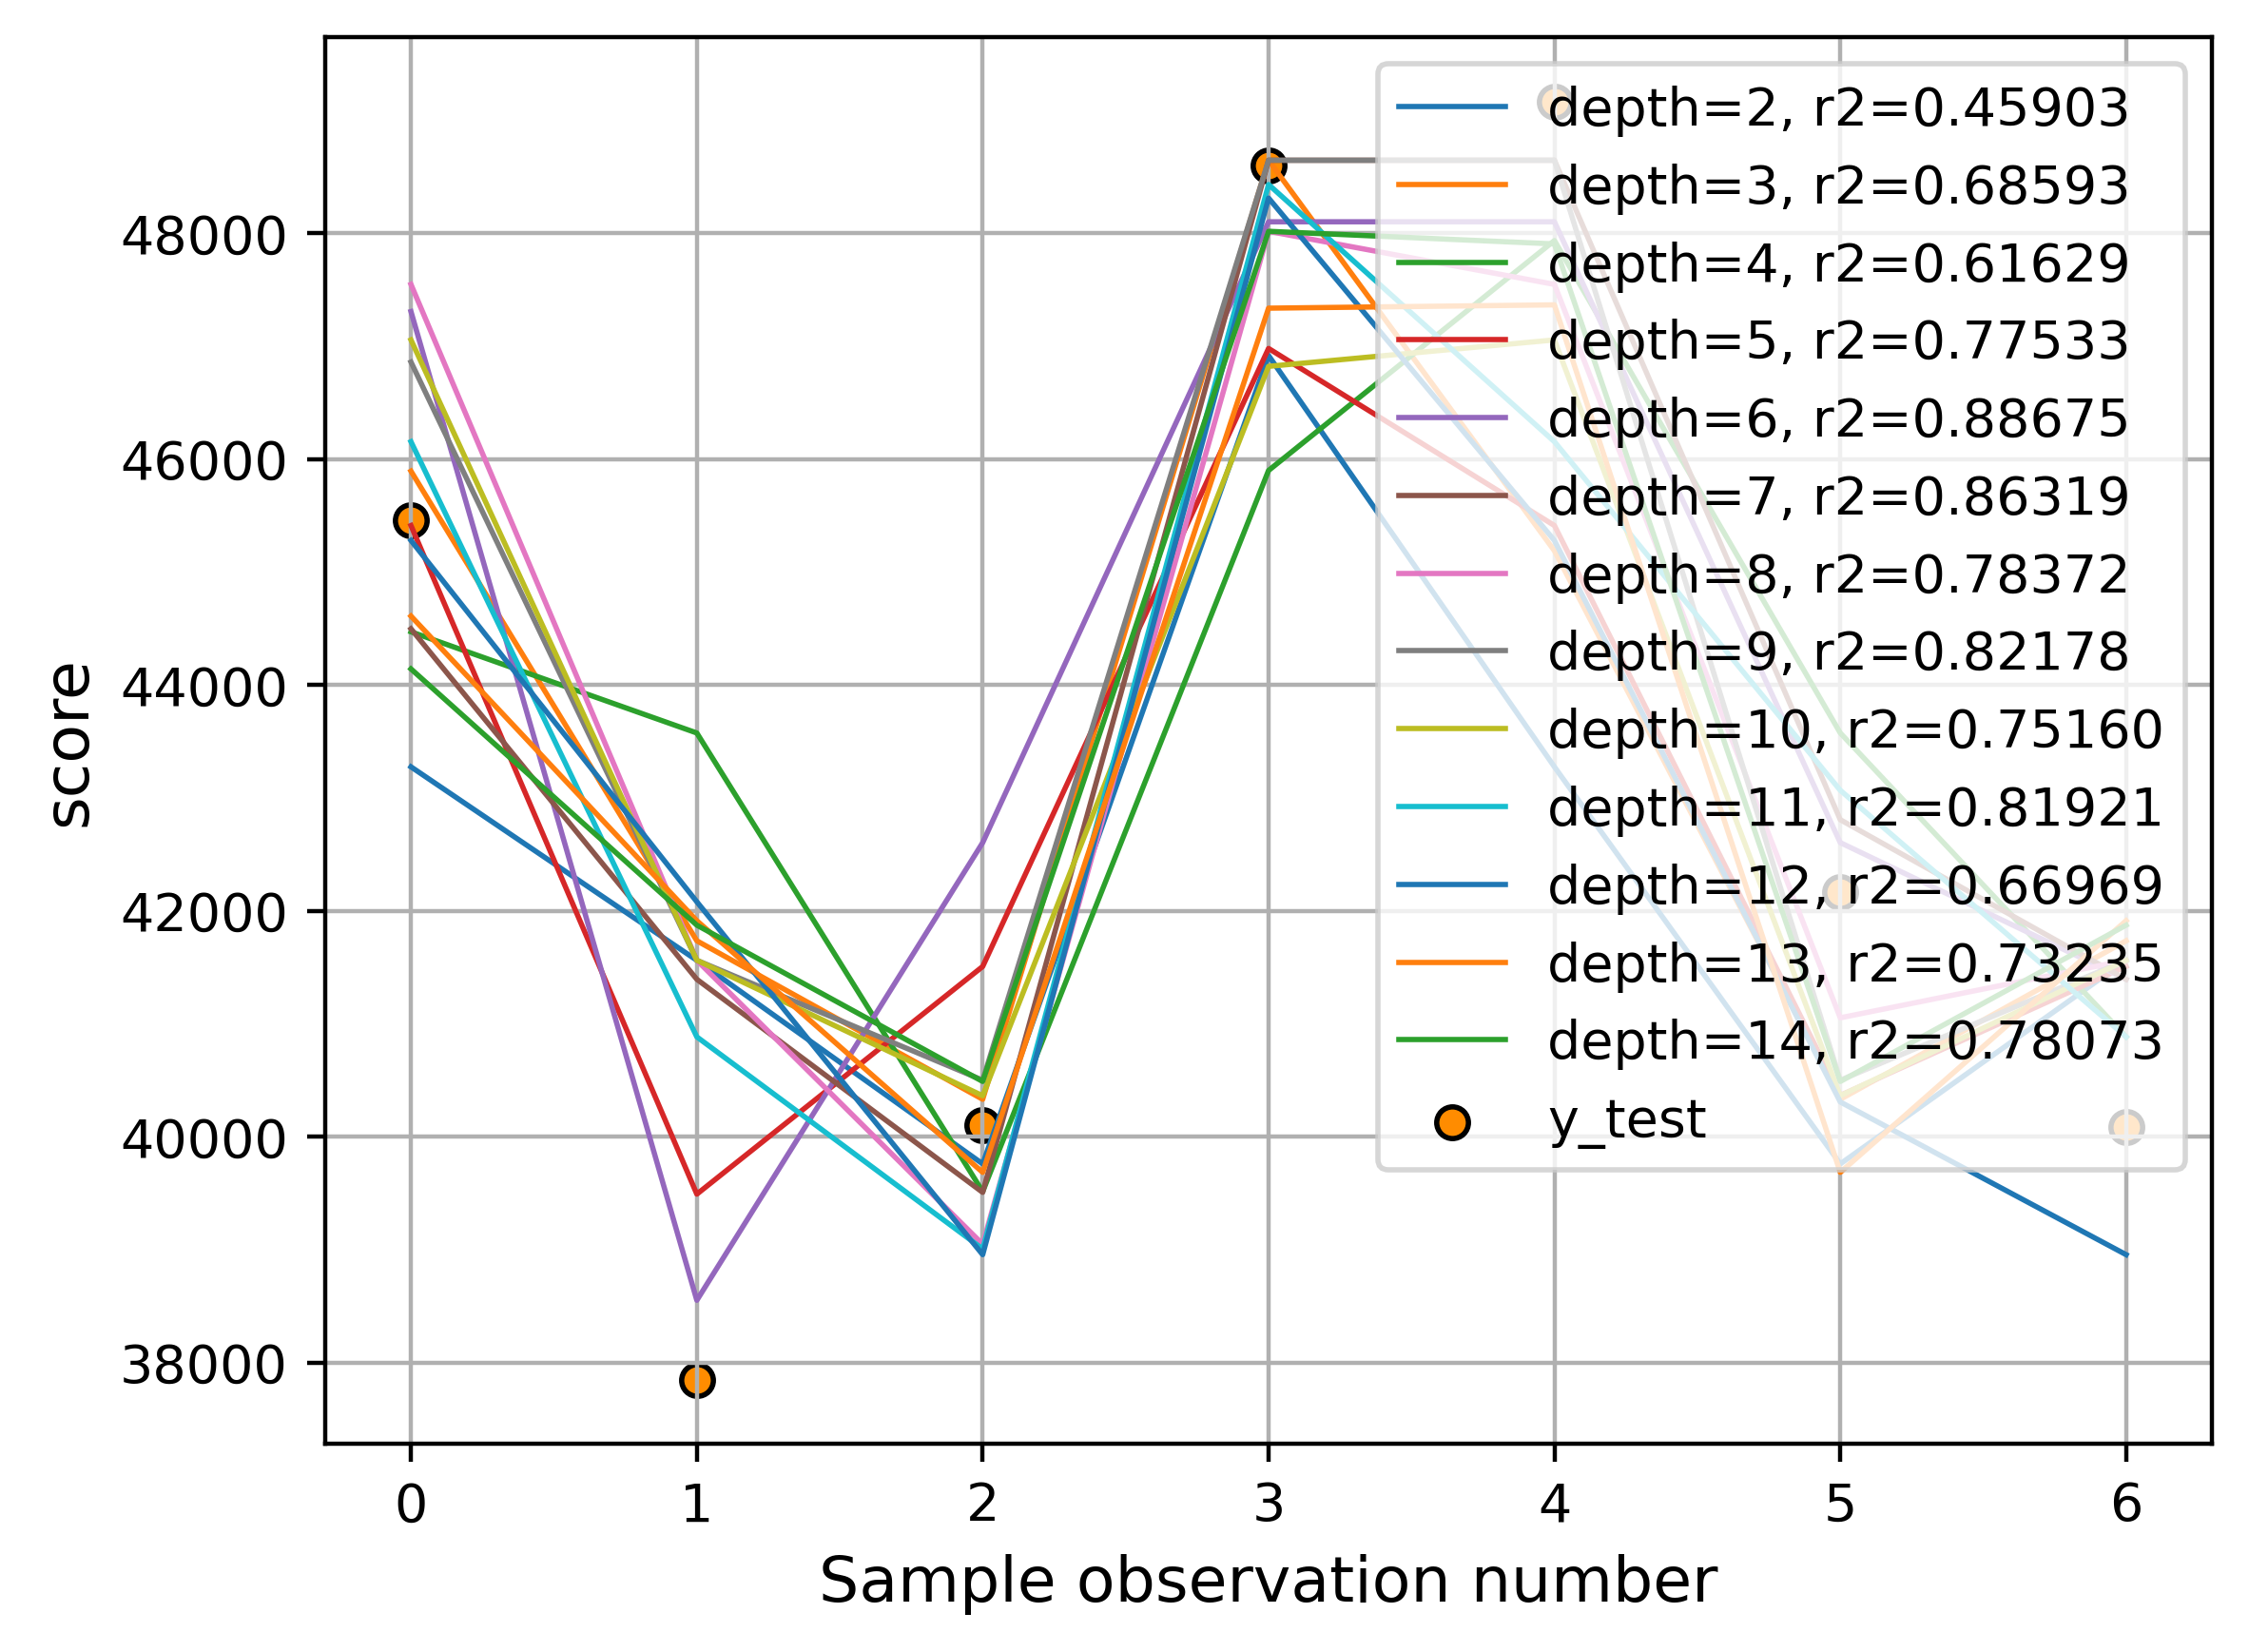 depth=2, r2=0.45903
depth=3, r2=0.68593
depth=4, r2=0.61629
depth=5, r2=0.77533
depth=6, r2=0.88675
depth=7, r2=0.86319
depth=8, r2=0.78372
depth=9, r2=0.82178
depth=10, r2=0.75160
depth=11, r2=0.81921
depth=12, r2=0.66969
depth=13, r2=0.73235
depth=14, r2=0.78073
y_test
48000
46000
44000
42000
40000
38000
score
0 1 2 3 4 5 6
Sample observation number